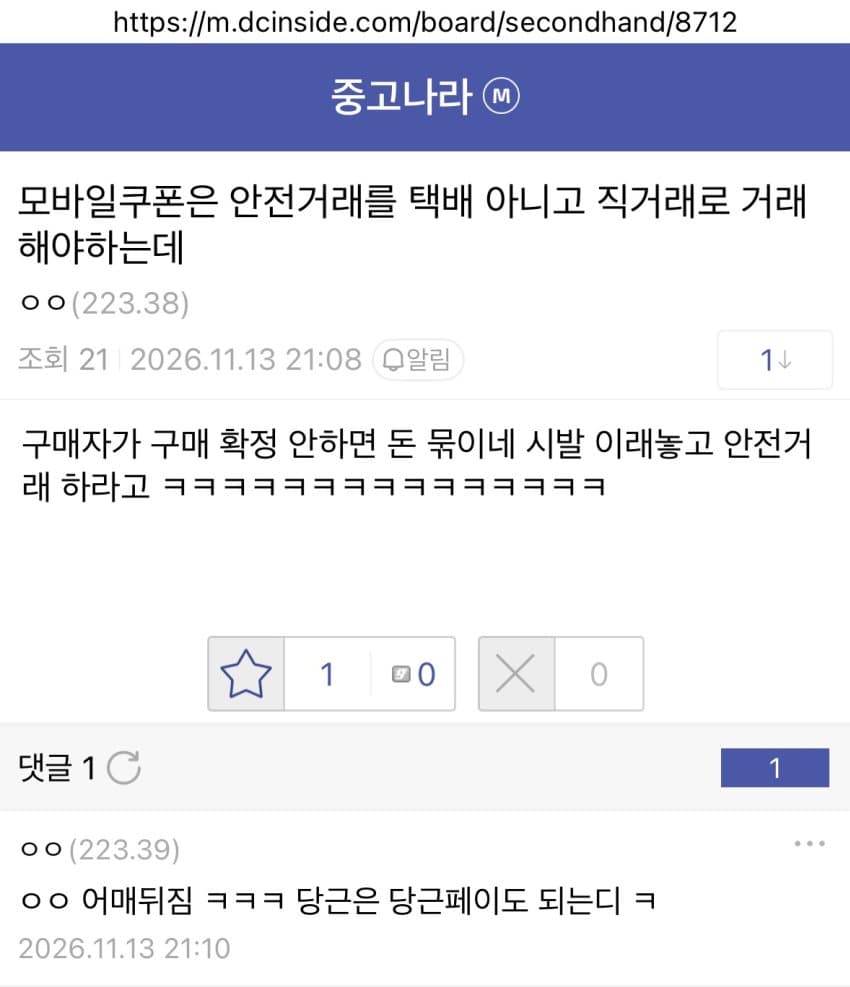 https://m.dcinside.com/board/secondhand/8712
중고나라 M
모바일쿠폰은 안전거래를 택배 아니고 직거래로 거래
해야하는데
ㅇㅇ(223.38)
조회 21 2026.11.13 21:08 알림 1↓
구매자가 구매 확정 안하면 돈 묶이네 시발 이래놓고 안전거
래 하라고 ㅋㅋㅋㅋㅋㅋㅋㅋㅋㅋㅋㅋㅋㅋㅋ
1 0 0
댓글 1 1
ㅇㅇ(223.39)
ㅇㅇ 어매뒤짐 ㅋㅋㅋ 당근은 당근페이도 되는디 ㅋ
2026.11.13 21:10